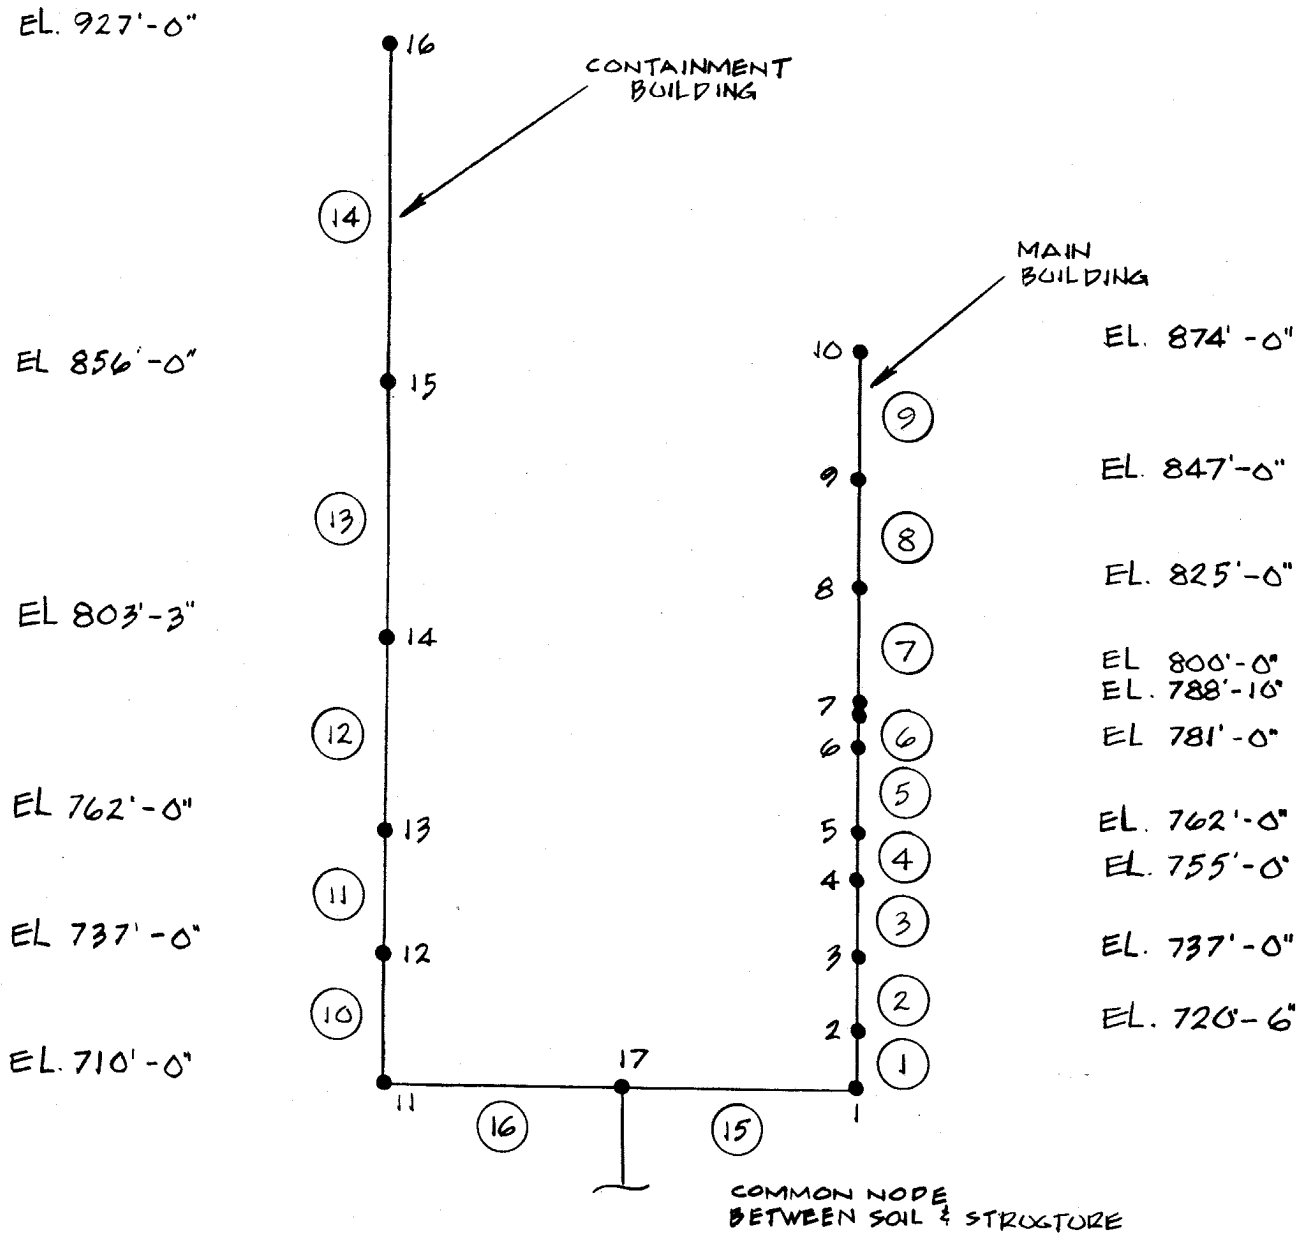 EL. 927'-0"
16
CONTAINMENT
BUILDING
14
MAIN
BUILDING
10
EL. 874'-0"
EL 856'-0"
15
9
9
EL. 847'-0"
13
8
8
EL. 825'-0"
EL 803'-3"
14
7
EL 800'-0"
EL. 788'-10"
7
12
6
6
EL 781'-0"
5
EL 762'-0"
13
5
EL. 762'-0"
4
EL. 755'-0"
4
11
3
EL 737'-0"
12
3
EL. 737'-0"
10
2
2
EL. 720'-6"
EL. 710'-0"
17
1
11
1
16
15
COMMON NODE
BETWEEN SOIL & STRUCTURE